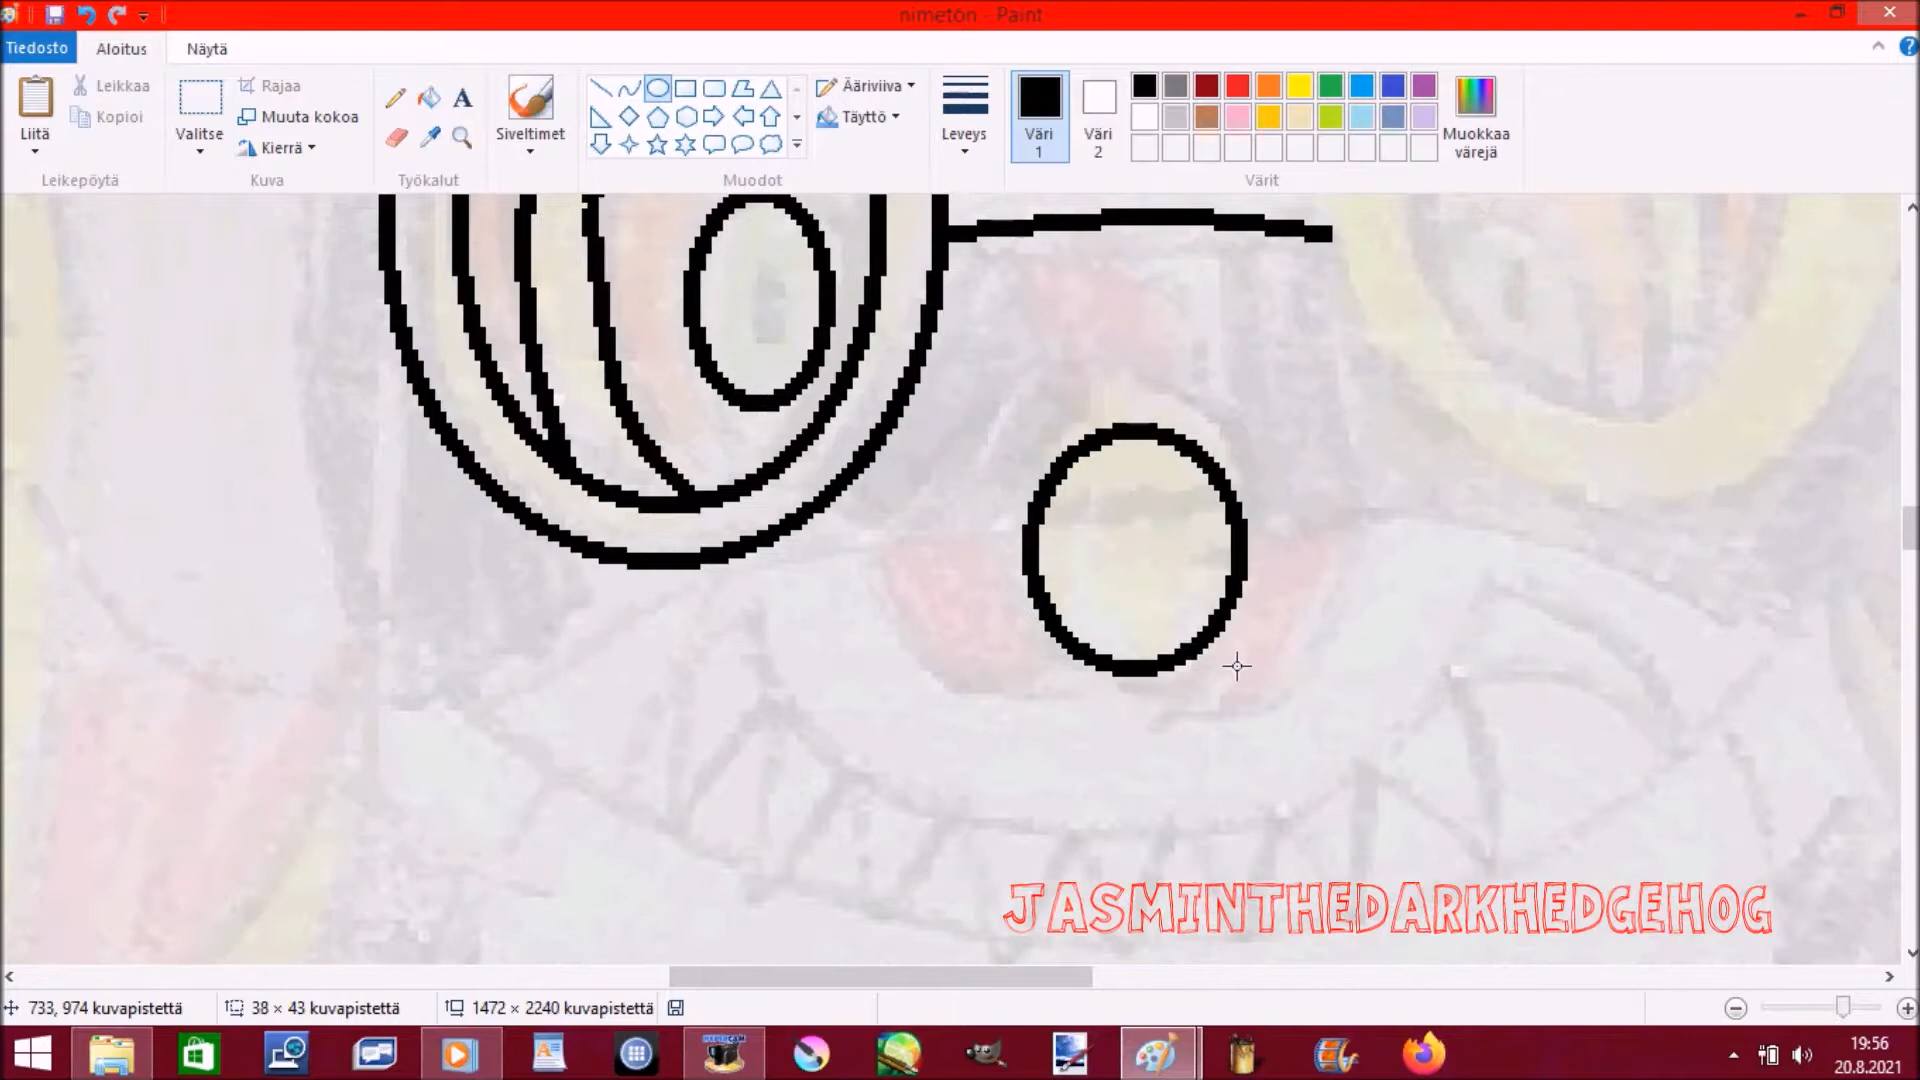 nimetön - Paint
Tiedosto Aloitus Näytä
Liitä
Leikkaa
Kopioi
Leikepöytä
Valitse
Rajaa
Muuta kokoa
Kierrä
Kuva
A
Työkalut
Siveltimet
Ääriviiva
Täyttö
Muodot
Leveys
Väri
1
Väri
2
Muokkaa
värejä
Värit
JASMINTHEDARKHEDGEHOG
733, 974 kuvapistettä 38 × 43 kuvapistettä 1472 × 2240 kuvapistettä
19:56
20.8.2021